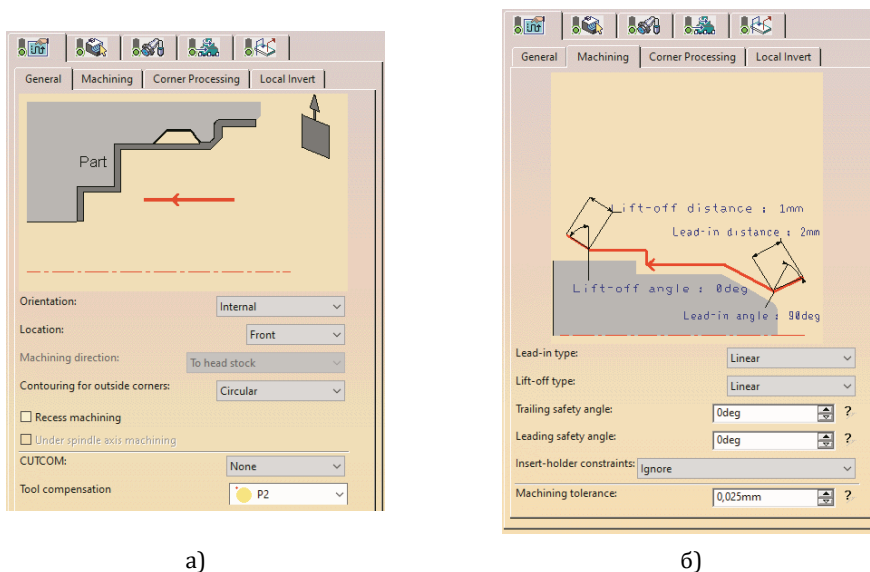 General Machining Corner Processing Local Invert
Part
Orientation: Internal
Location: Front
Machining direction: To head stock
Contouring for outside corners: Circular
Recess machining
Under spindle axis machining
CUTCOM: None
Tool compensation P2
а)
General Machining Corner Processing Local Invert
Lift-off distance : 1mm
Lead-in distance : 2mm
Lift-off angle : 0deg
Lead-in angle : 90deg
Lead-in type: Linear
Lift-off type: Linear
Trailing safety angle: 0deg ?
Leading safety angle: 0deg ?
Insert-holder constraints: Ignore
Machining tolerance: 0,025mm ?
б)